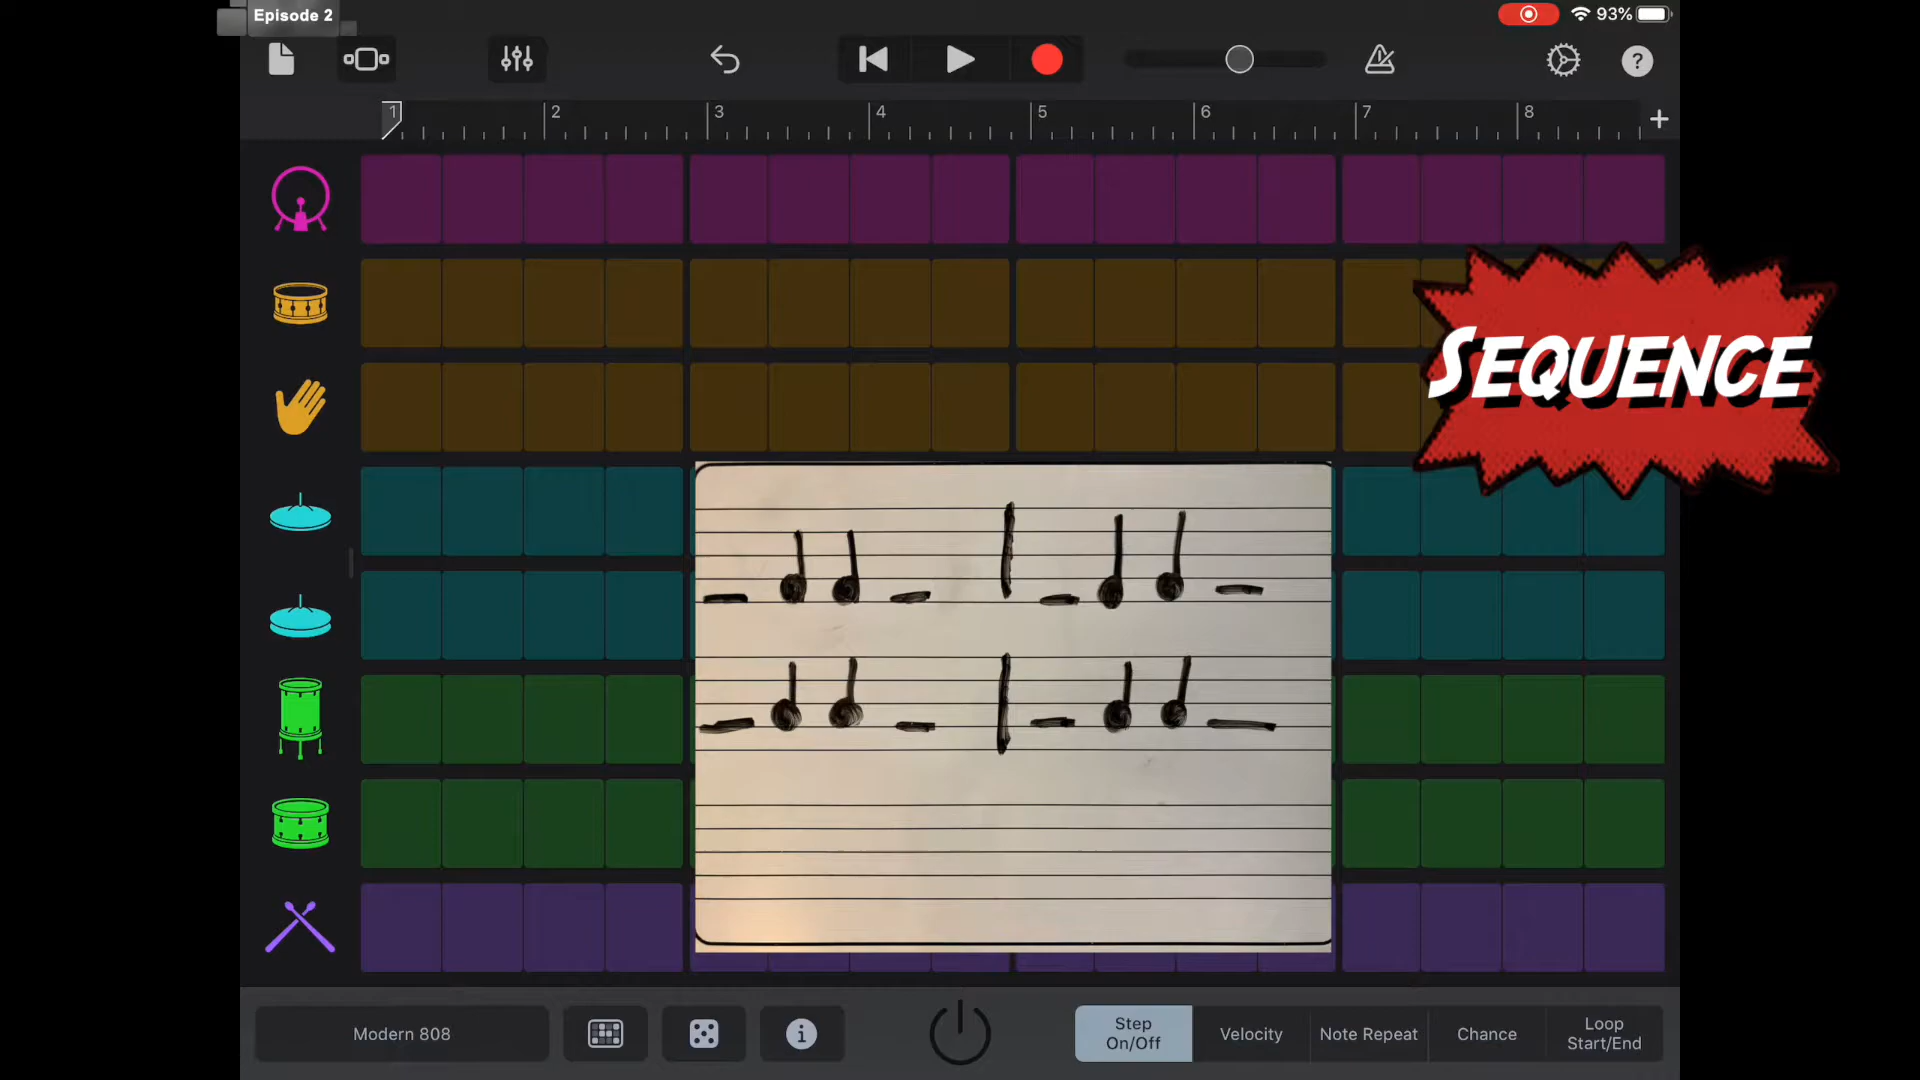 Episode 2
93%
1 2 3 4 5 6 7 8
SEQUENCE
Modern 808
Step
On/Off
Velocity
Note Repeat
Chance
Loop
Start/End